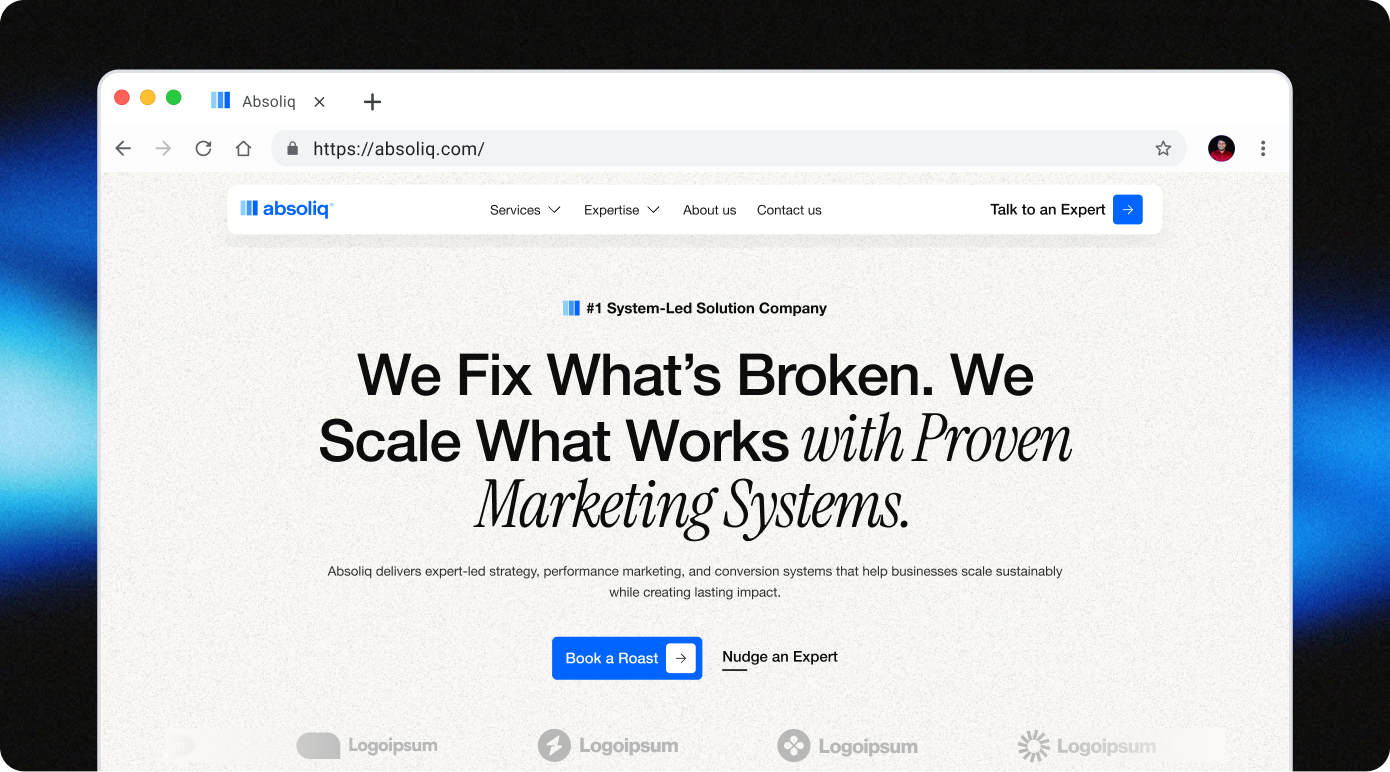 Absoliq
https://absoliq.com/
absoliq
Services
Expertise
About us
Contact us
Talk to an Expert
#1 System-Led Solution Company
We Fix What’s Broken. We
Scale What Works with Proven
Marketing Systems.
Absoliq delivers expert-led strategy, performance marketing, and conversion systems that help businesses scale sustainably
while creating lasting impact.
Book a Roast
Nudge an Expert
Logoipsum
Logoipsum
Logoipsum
Logoipsum